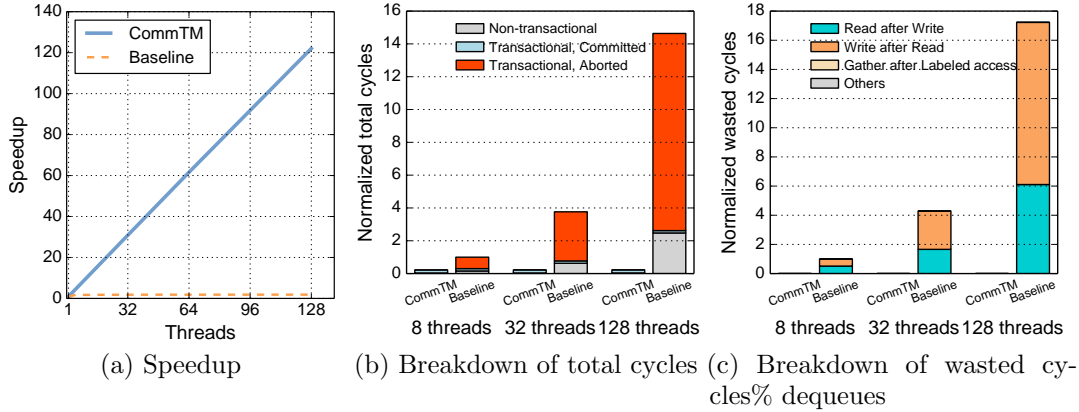 140
120
100
80
60
40
20
0
Speedup
CommTM
Baseline
1 32 64 96 128
Threads
(a) Speedup
16
14
12
10
8
6
4
2
0
Normalized total cycles
Non-transactional
Transactional, Committed
Transactional, Aborted
CommTM Baseline CommTM Baseline CommTM Baseline
8 threads 32 threads 128 threads
(b) Breakdown of total cycles
18
16
14
12
10
8
6
4
2
0
Normalized wasted cycles
Read after Write
Write after Read
Gather after Labeled access
Others
CommTM Baseline CommTM Baseline CommTM Baseline
8 threads 32 threads 128 threads
(c) Breakdown of wasted cy-
cles% dequeues